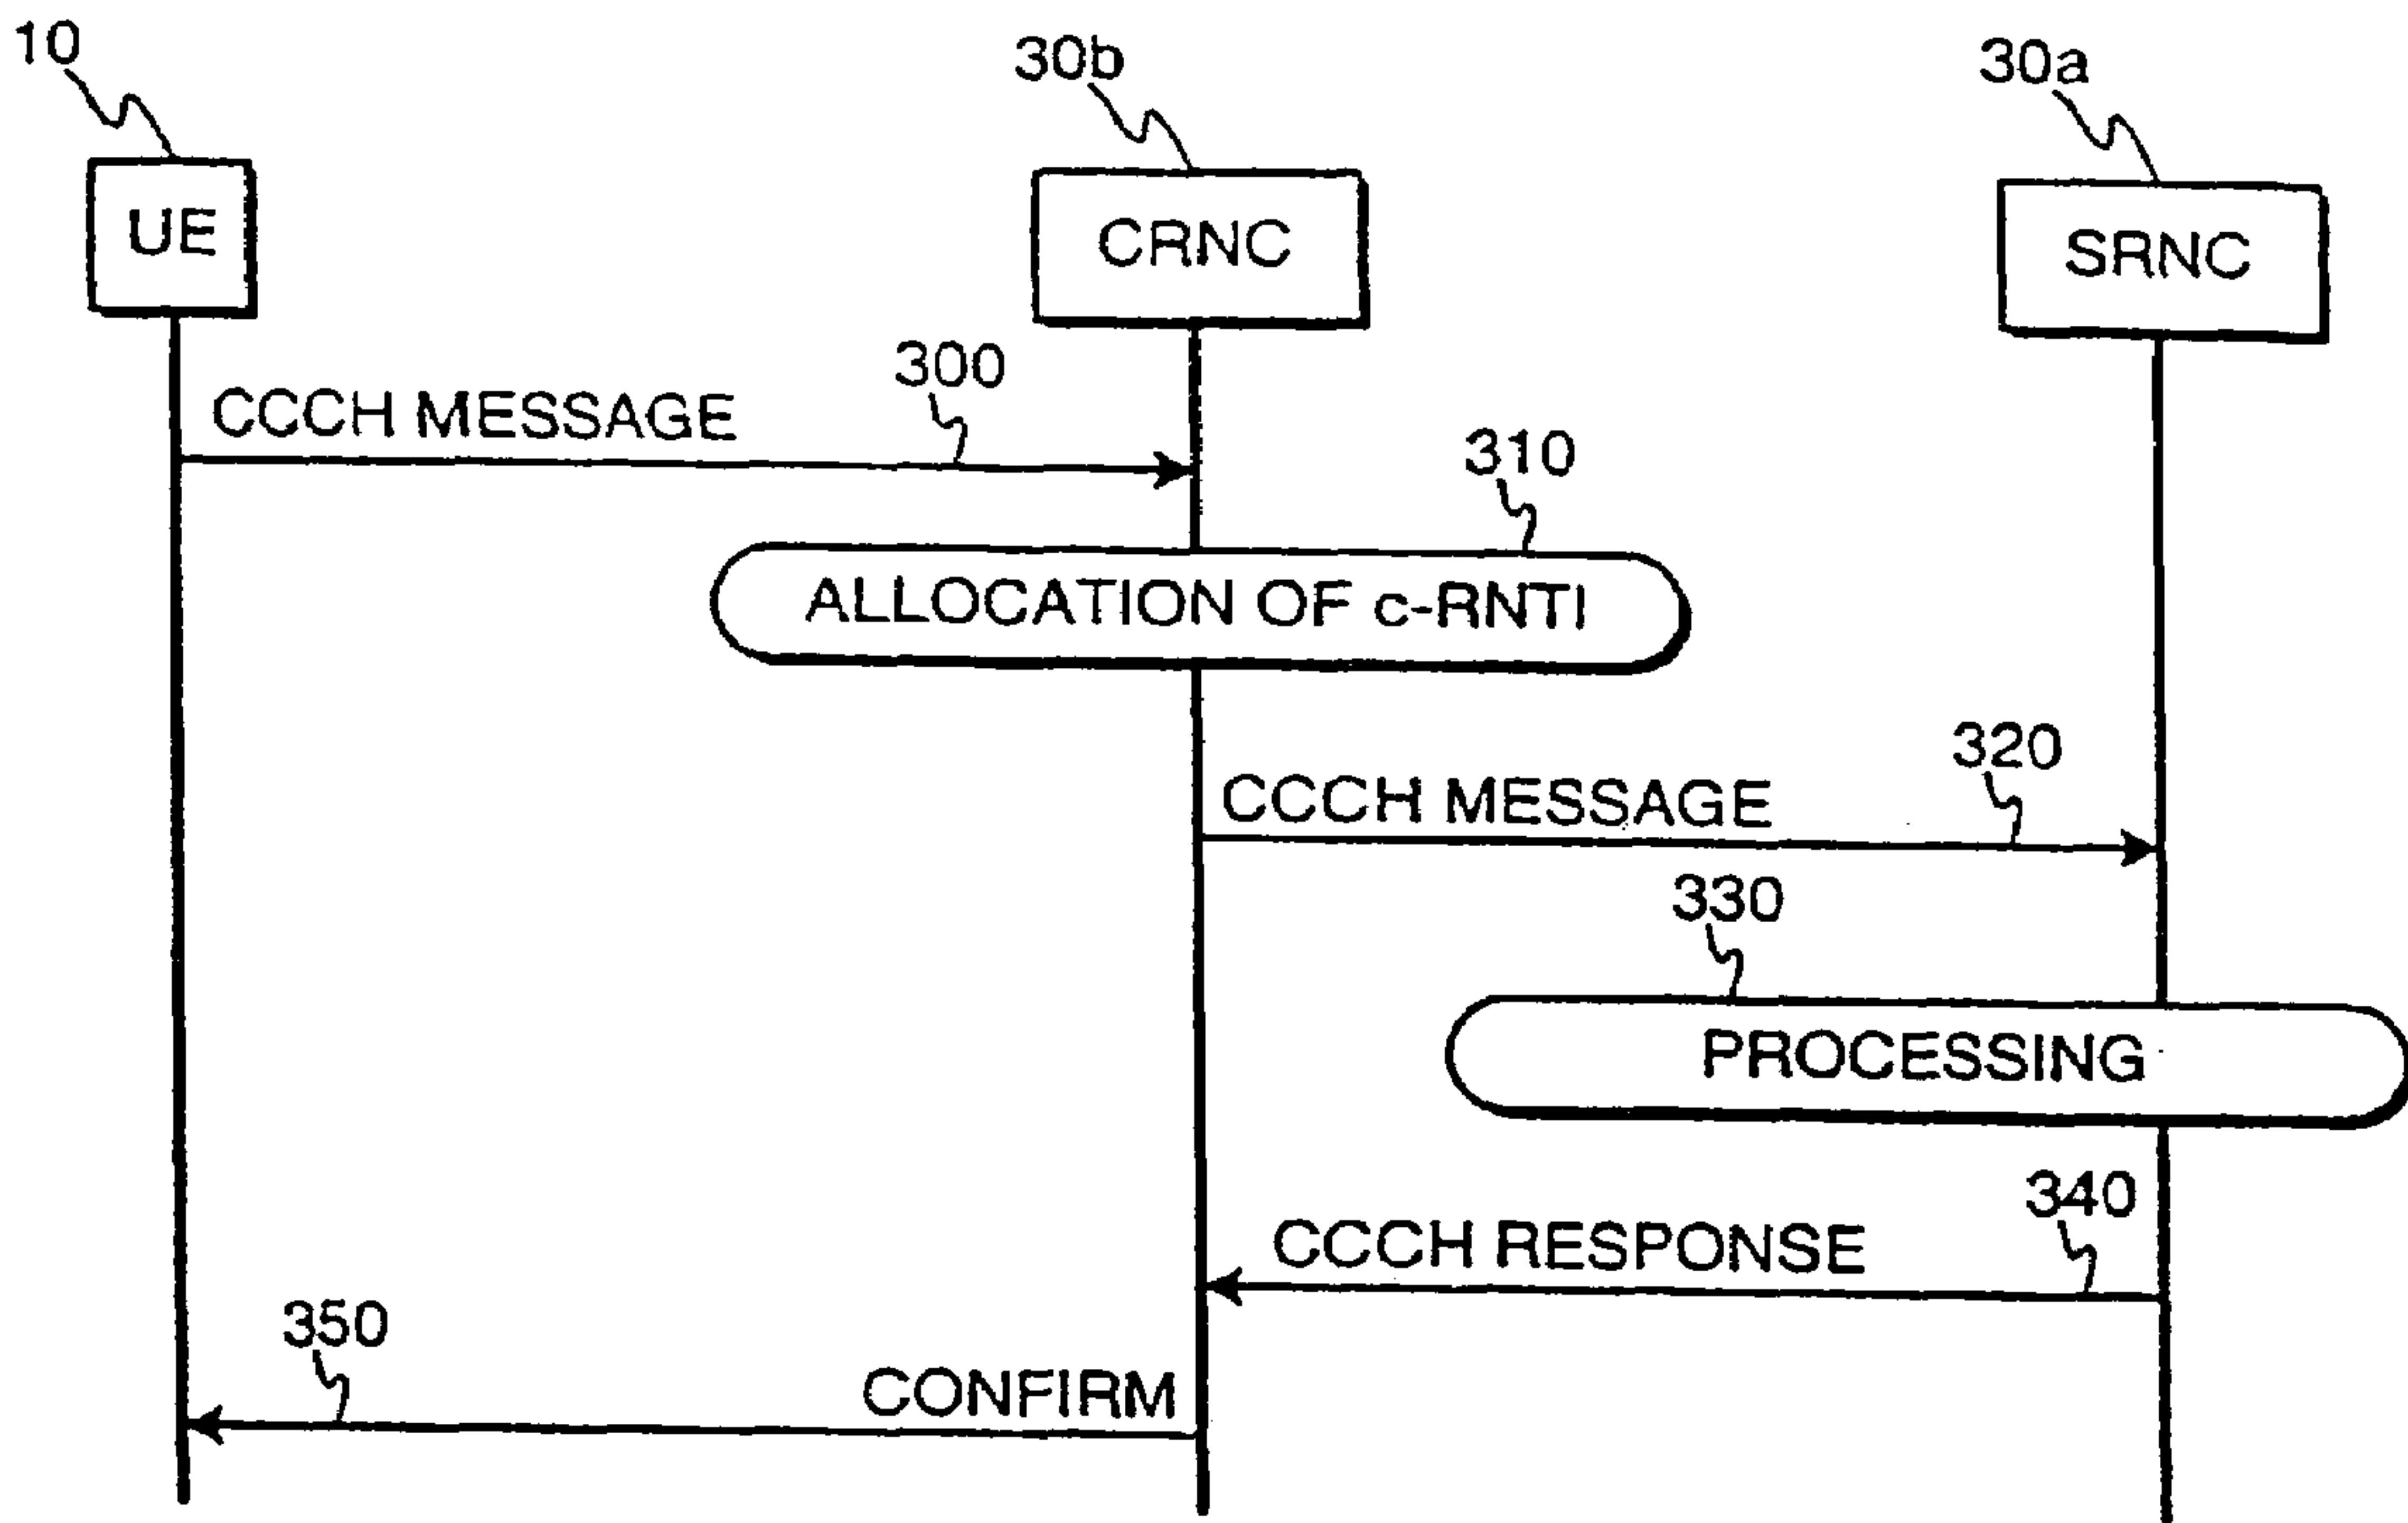 10
30b
30a
UE
CRNC
SRNC
300
CCCH MESSAGE
310
ALLOCATION OF c-RNTI
320
CCCH MESSAGE
330
PROCESSING
340
CCCH RESPONSE
350
CONFIRM